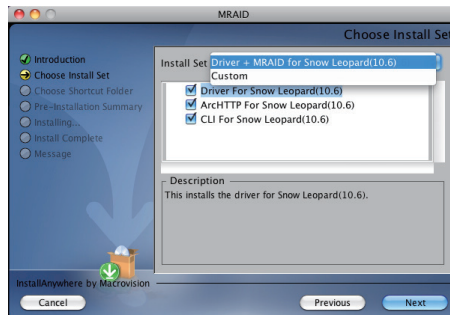 MRAID
Choose Install Set
Introduction
Choose Install Set
Choose Shortcut Folder
Pre-Installation Summary
Installing...
Install Complete
Message
Install Set
Driver + MRAID for Snow Leopard(10.6)
Custom
Driver For Snow Leopard(10.6)
ArcHTTP For Snow Leopard(10.6)
CLI For Snow Leopard(10.6)
Description
This installs the driver for Snow Leopard(10.6).
InstallAnywhere by Macrovision
Cancel
Previous
Next